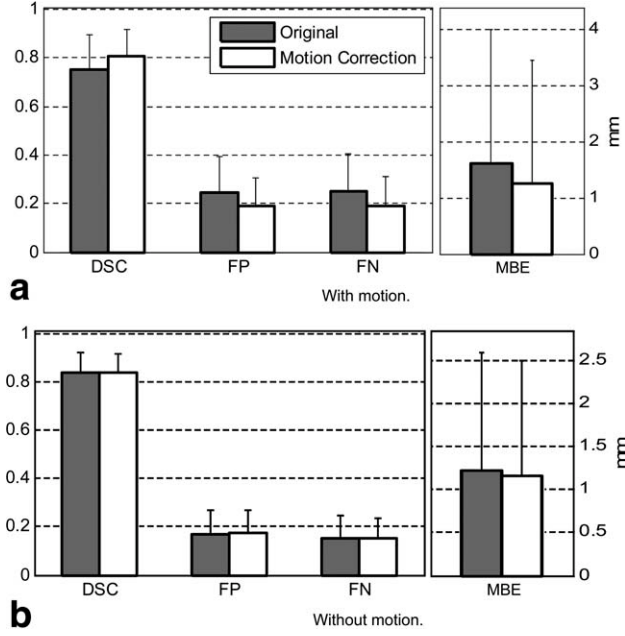 1
0.8
0.6
0.4
0.2
0
Original
Motion Correction
4
3
2
1
0
mm
DSC FP FN MBE
a
With motion.
1
0.8
0.6
0.4
0.2
0
2.5
2
1.5
1
0.5
0
mm
DSC FP FN MBE
b
Without motion.